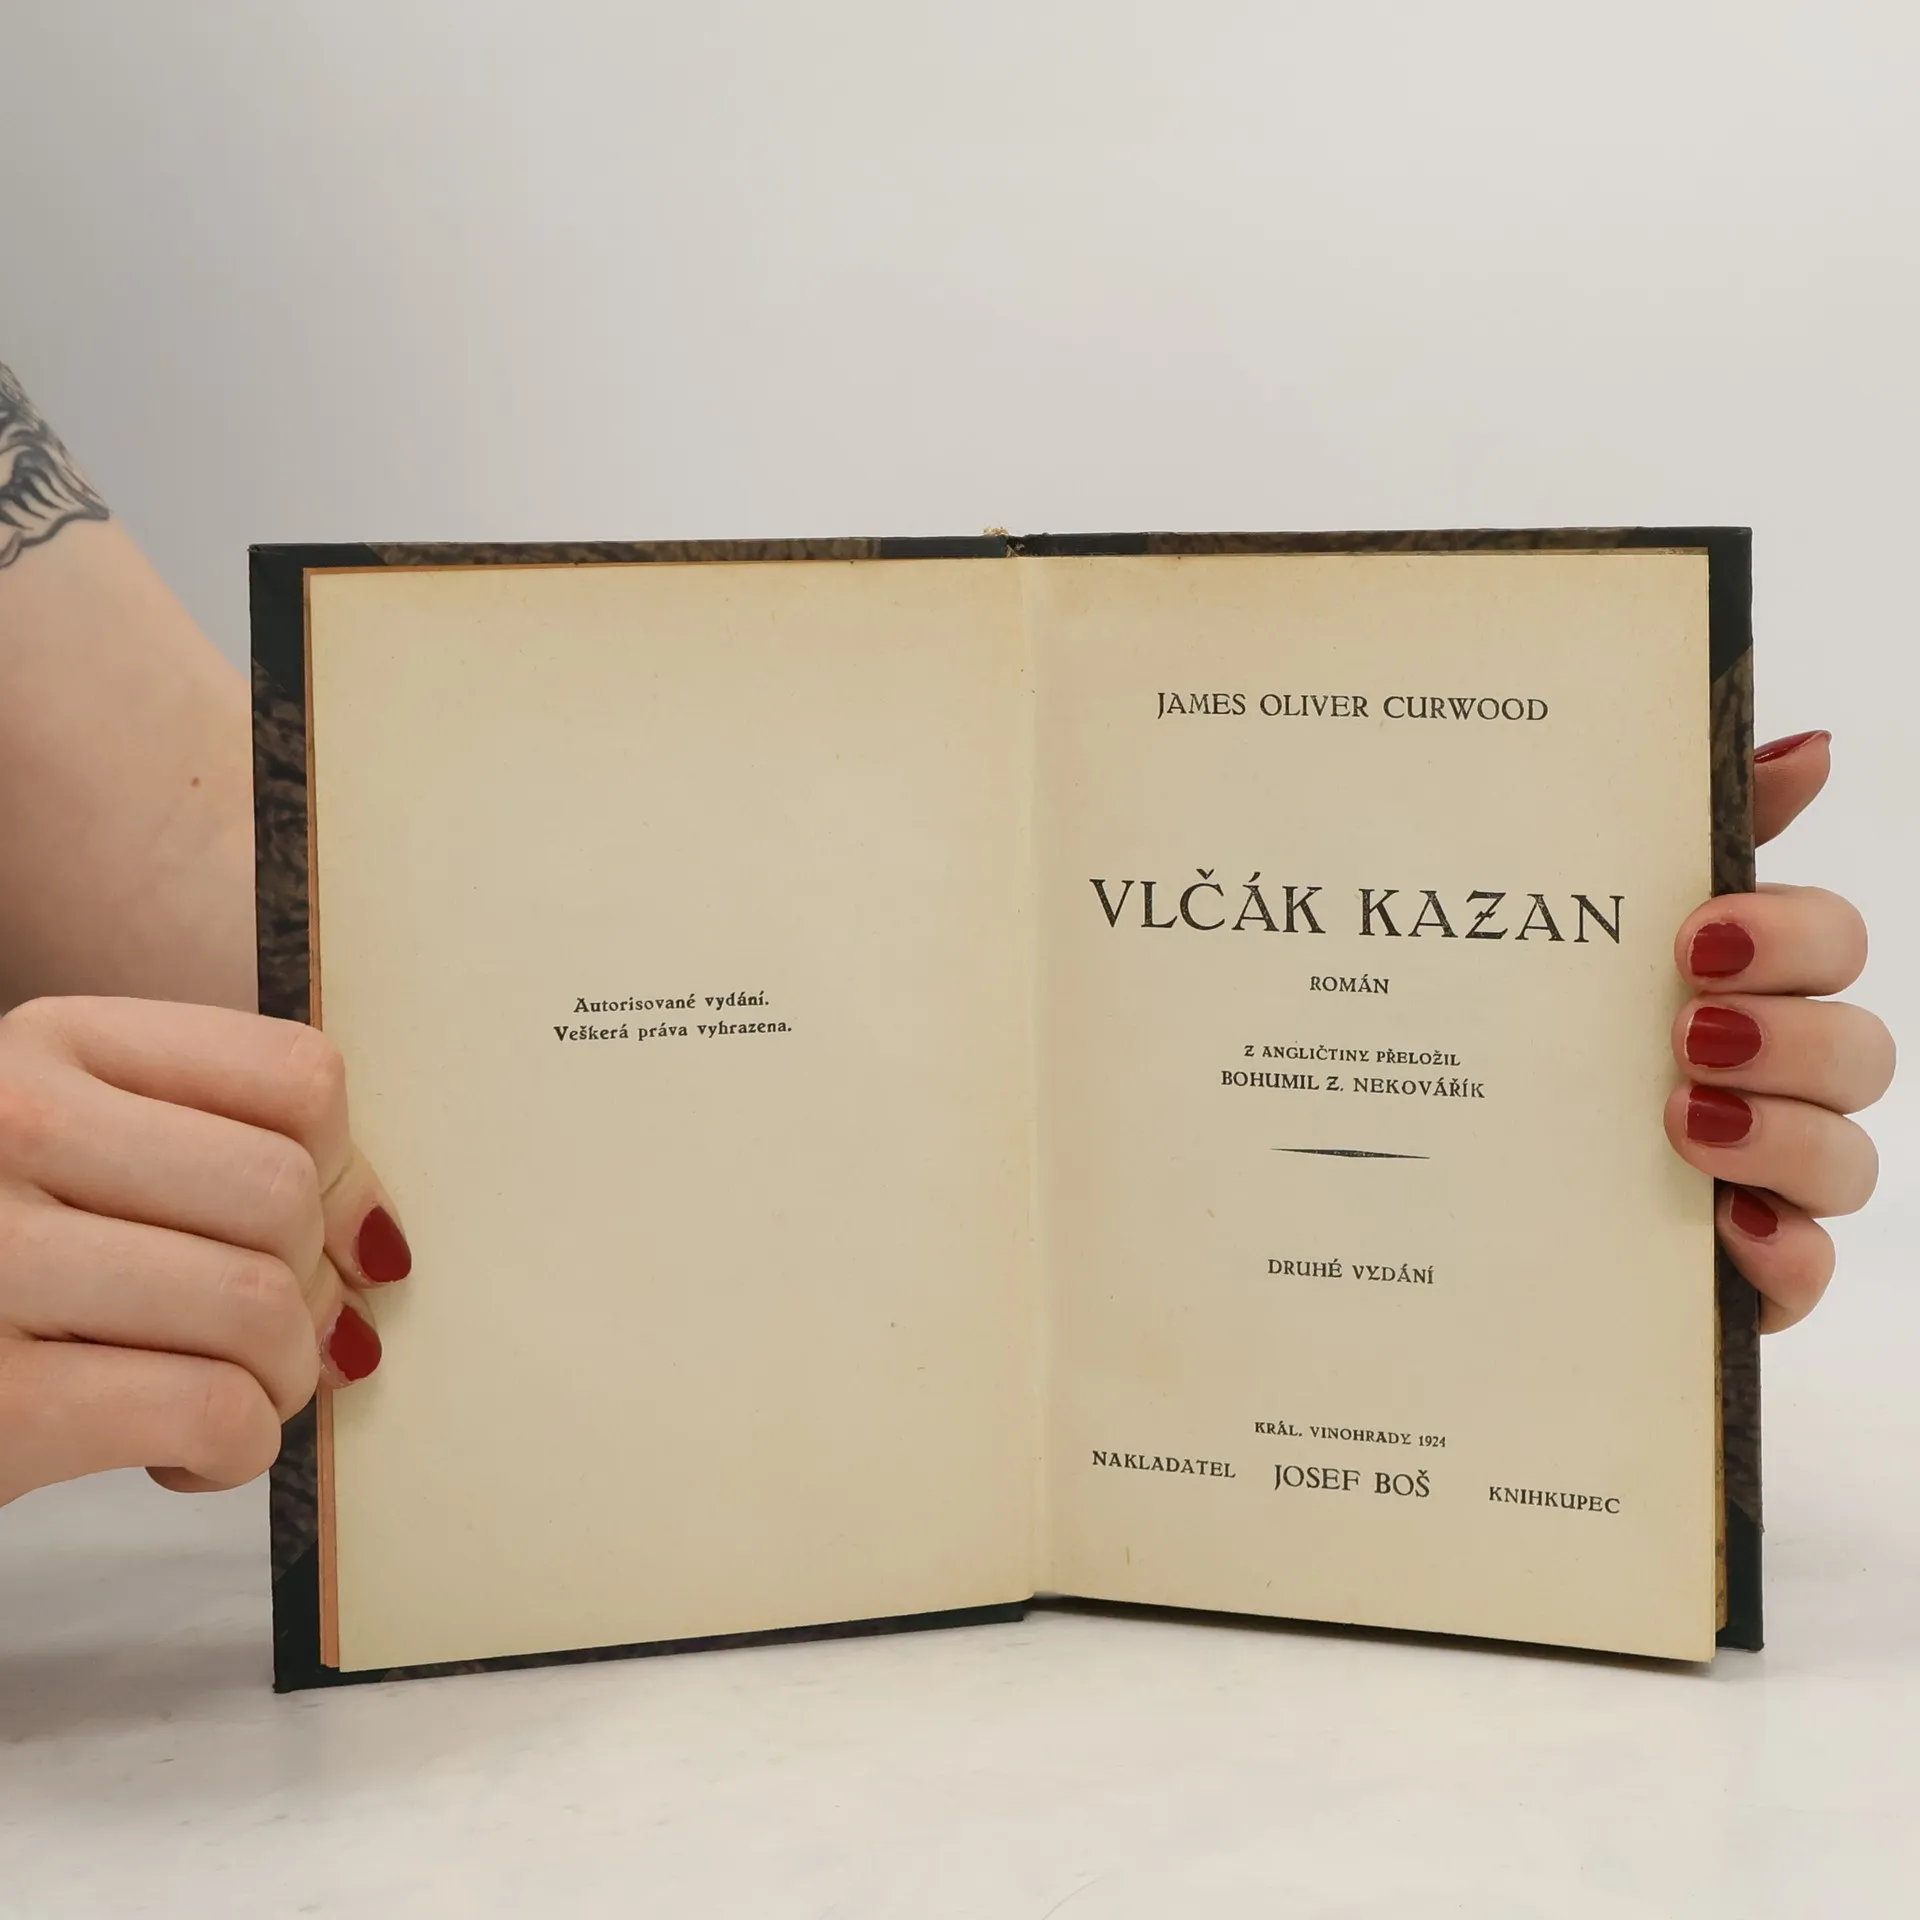 Autorisované vydání.
Veškerá práva vyhrazena.
JAMES OLIVER CURWOOD
VLČÁK KAZAN
ROMÁN
Z ANGLIČTINY PŘELOŽIL
BOHUMIL Z. NEKOVÁŘÍK
DRUHÉ VYDÁNÍ
KRÁL. VINOHRADY 1924
NAKLADATEL JOSEF BOŠ KNIHKUPEC